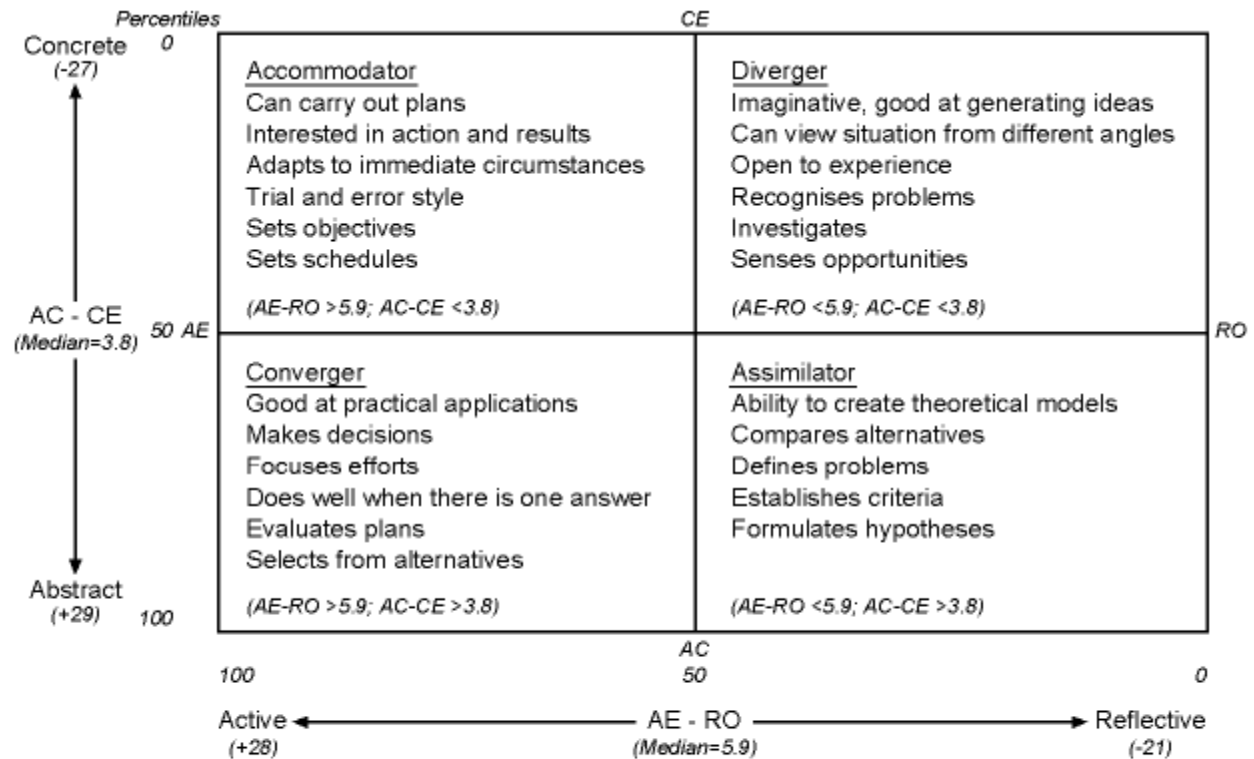 Percentiles
CE
Concrete
(-27)
0
Accommodator
Can carry out plans
Interested in action and results
Adapts to immediate circumstances
Trial and error style
Sets objectives
Sets schedules
(AE-RO >5.9; AC-CE <3.8)
Diverger
Imaginative, good at generating ideas
Can view situation from different angles
Open to experience
Recognises problems
Investigates
Senses opportunities
(AE-RO <5.9; AC-CE <3.8)
AC - CE
(Median=3.8)
50 AE
RO
Converger
Good at practical applications
Makes decisions
Focuses efforts
Does well when there is one answer
Evaluates plans
Selects from alternatives
(AE-RO >5.9; AC-CE >3.8)
Assimilator
Ability to create theoretical models
Compares alternatives
Defines problems
Establishes criteria
Formulates hypotheses
(AE-RO <5.9; AC-CE >3.8)
Abstract
(+29)
100
AC
100
50
0
Active
(+28)
AE - RO
(Median=5.9)
Reflective
(-21)